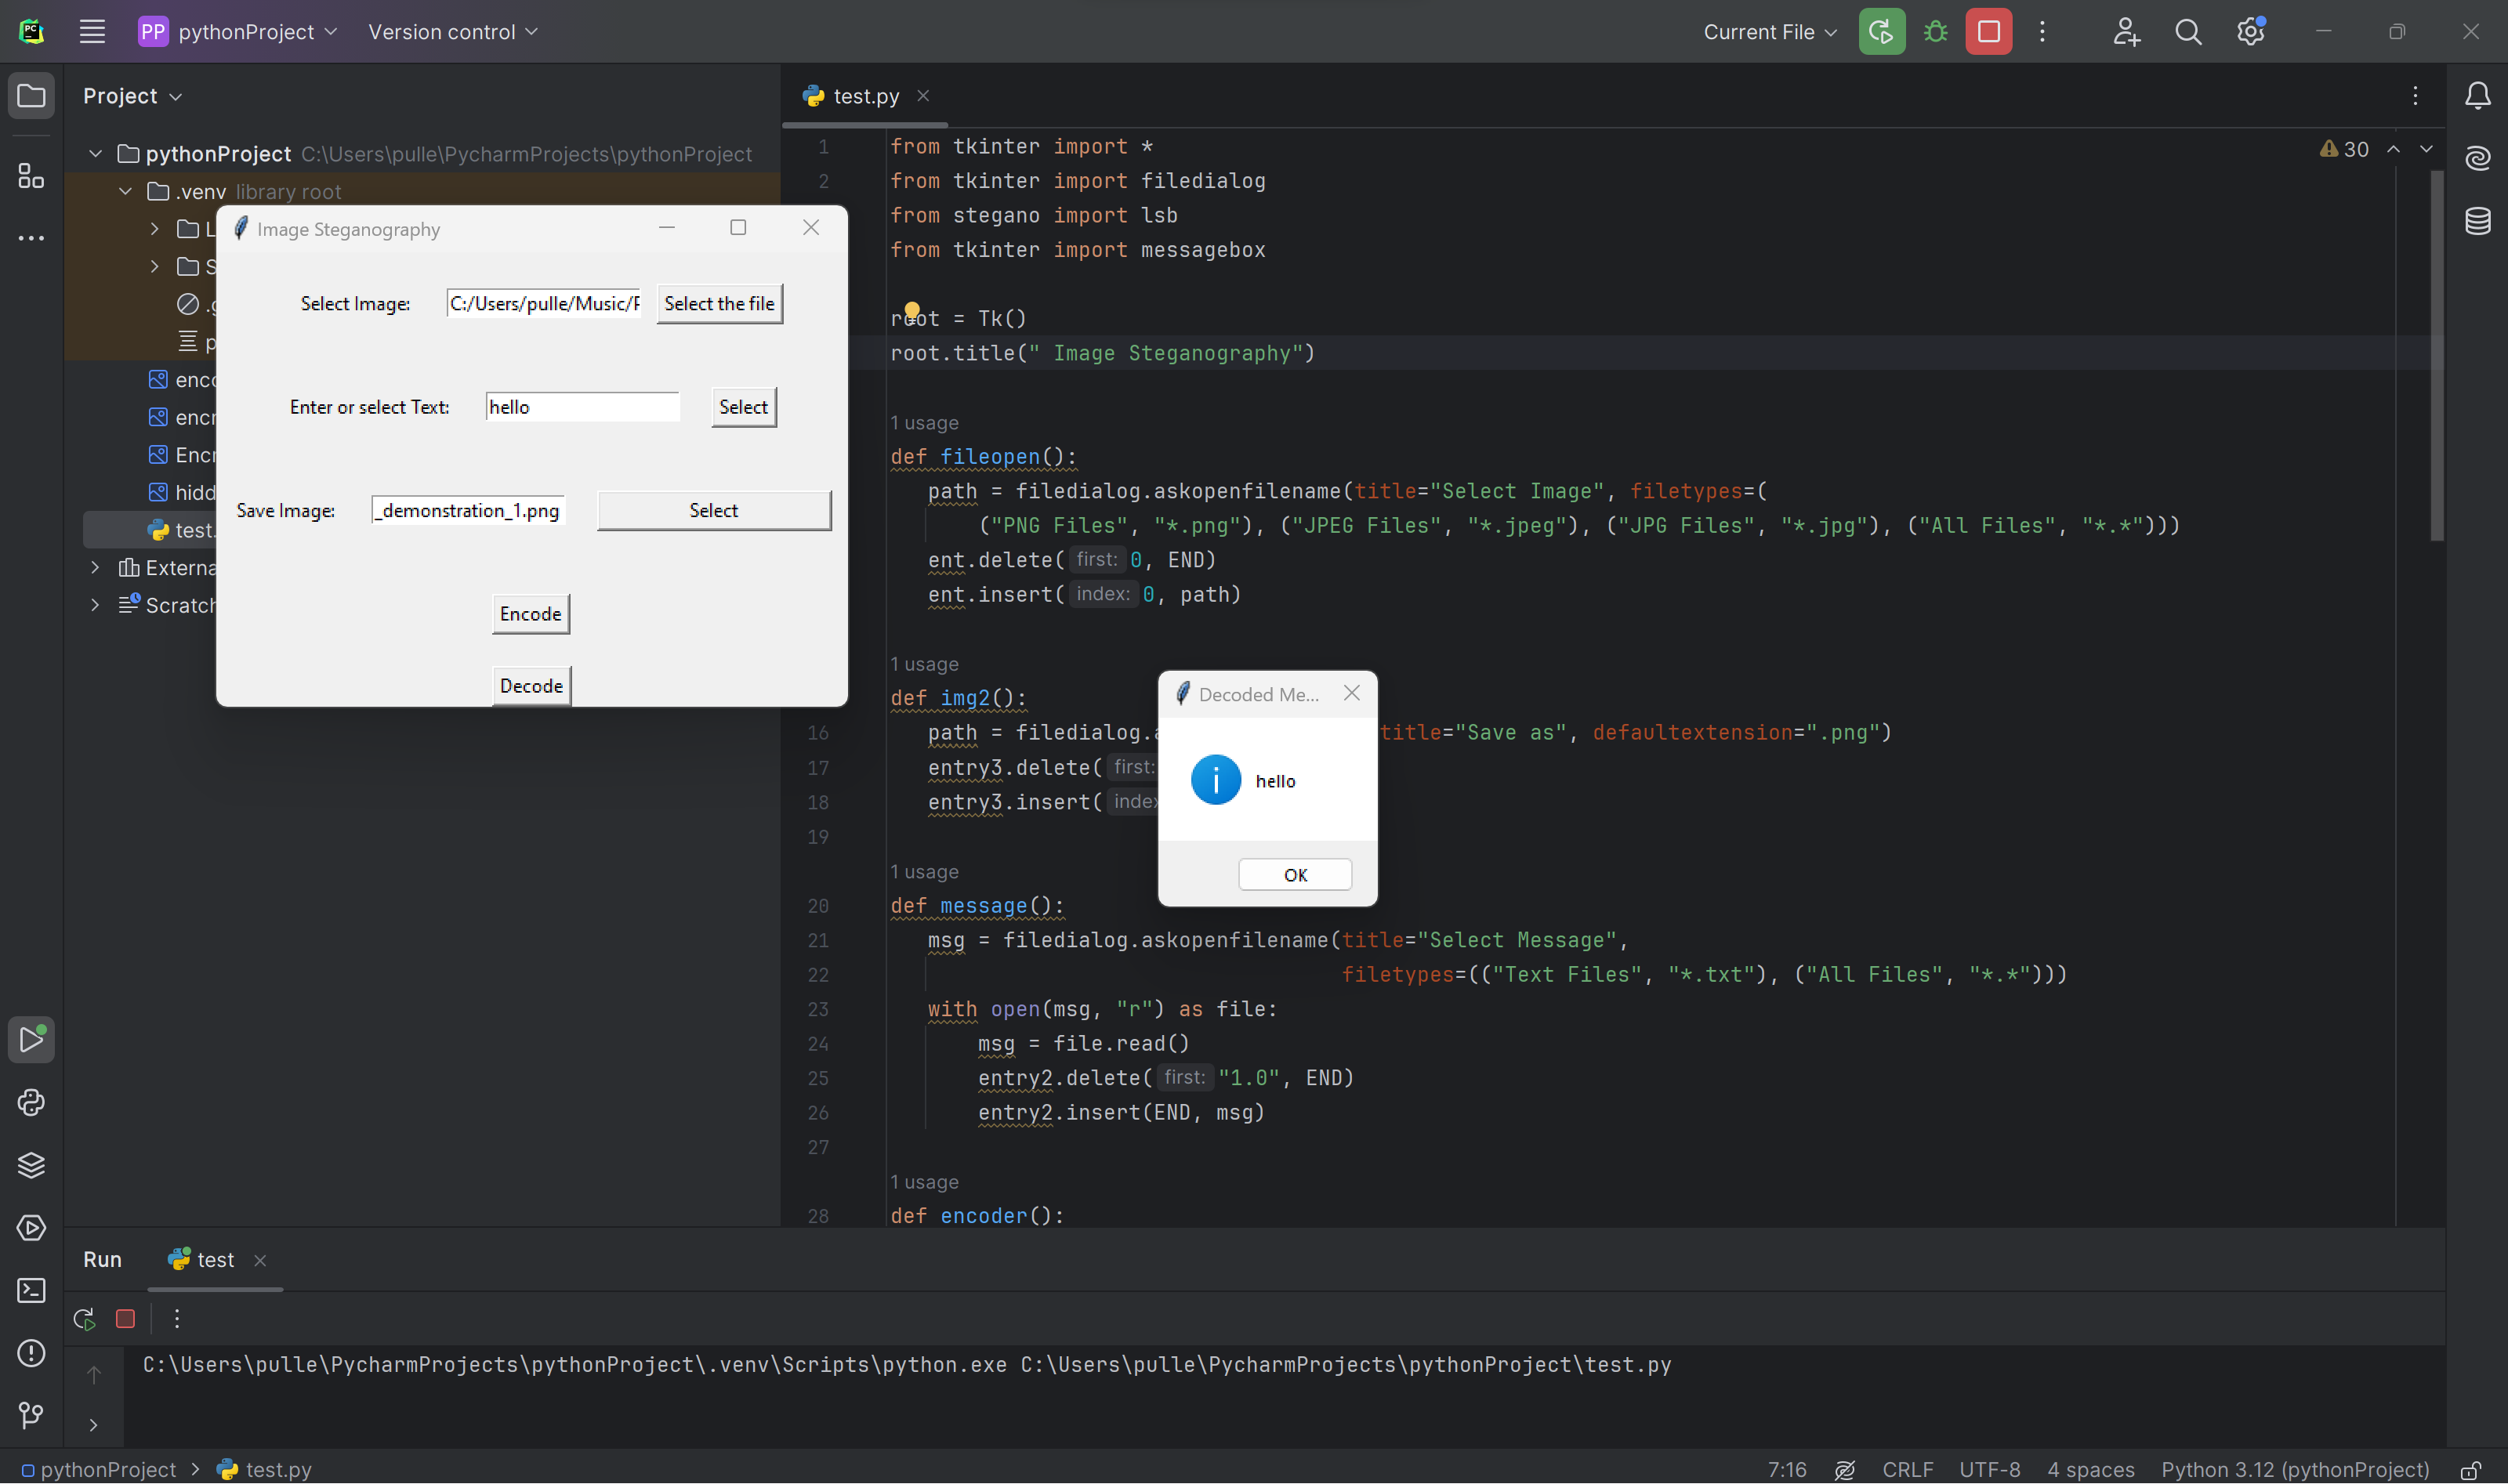 PP pythonProject Version control Current File
Project
test.py
pythonProject C:\Users\pulle\PycharmProjects\pythonProject
.venv library root
Image Steganography
Select Image: C:/Users/pulle/Music/ Select the file
Enter or select Text: hello Select
Save Image: _demonstration_1.png Select
Encode
Decode
test.
Scratch
30
1 from tkinter import *
2 from tkinter import filedialog
from stegano import lsb
from tkinter import messagebox
root = Tk()
root.title(" Image Steganography")
1 usage
def fileopen():
path = filedialog.askopenfilename(title="Select Image", filetypes=(
("PNG Files", "*.png"), ("JPEG Files", "*.jpeg"), ("JPG Files", "*.jpg"), ("All Files", "*.*")))
ent.delete( first: 0, END)
ent.insert( index: 0, path)
1 usage
def img2():
16 path = filedialog. title="Save as", defaultextension=".png")
17 entry3.delete( first:
18 entry3.insert(
19
Decoded Me...
hello
OK
1 usage
20 def message():
21 msg = filedialog.askopenfilename(title="Select Message",
22 filetypes=(("Text Files", "*.txt"), ("All Files", "*.*")))
23 with open(msg, "r") as file:
24 msg = file.read()
25 entry2.delete( first: "1.0", END)
26 entry2.insert(END, msg)
27
1 usage
28 def encoder():
Run test
C:\Users\pulle\PycharmProjects\pythonProject\.venv\Scripts\python.exe C:\Users\pulle\PycharmProjects\pythonProject\test.py
pythonProject > test.py 7:16 CRLF UTF-8 4 spaces Python 3.12 (pythonProject)